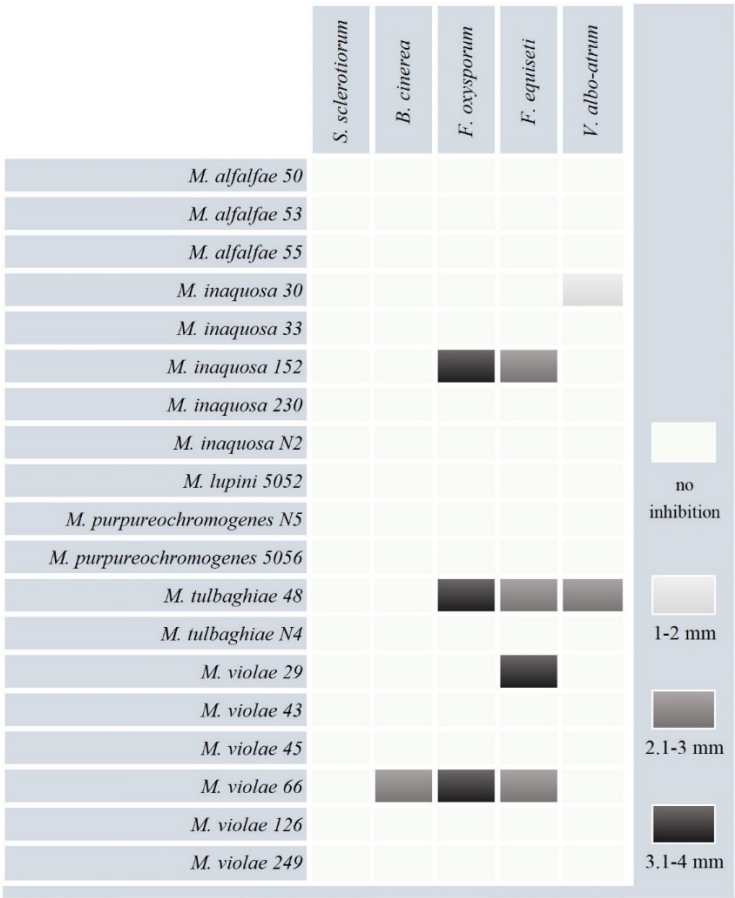 S. sclerotiorum
B. cinerea
F. oxysporum
F. equiseti
V. albo-atrum
M. alfalfae 50
M. alfalfae 53
M. alfalfae 55
M. inaquosa 30
M. inaquosa 33
M. inaquosa 152
M. inaquosa 230
M. inaquosa N2
M. lupini 5052
M. purpureochromogenes N5
M. purpureochromogenes 5056
M. tulbaghiae 48
M. tulbaghiae N4
M. violae 29
M. violae 43
M. violae 45
M. violae 66
M. violae 126
M. violae 249
no
inhibition
1-2 mm
2.1-3 mm
3.1-4 mm